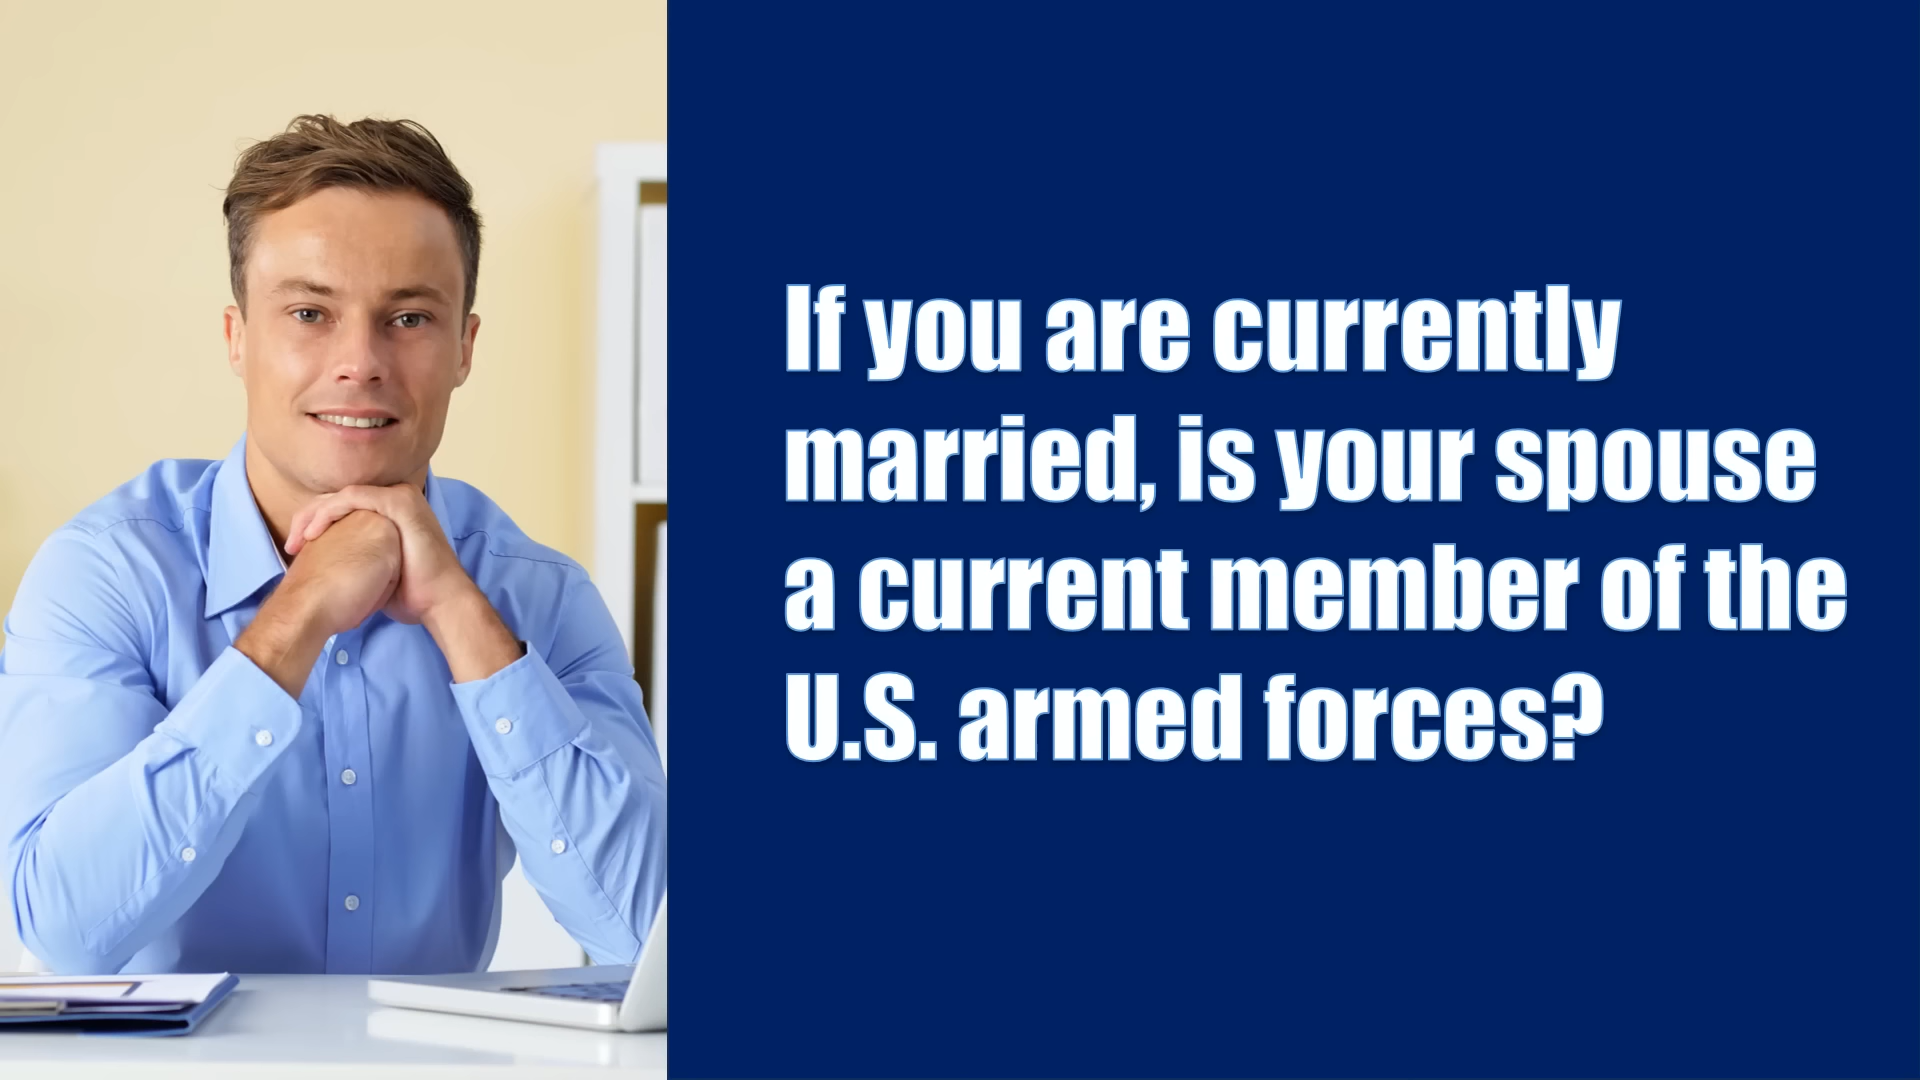 If you are currently
married, is your spouse
a current member of the
U.S. armed forces?